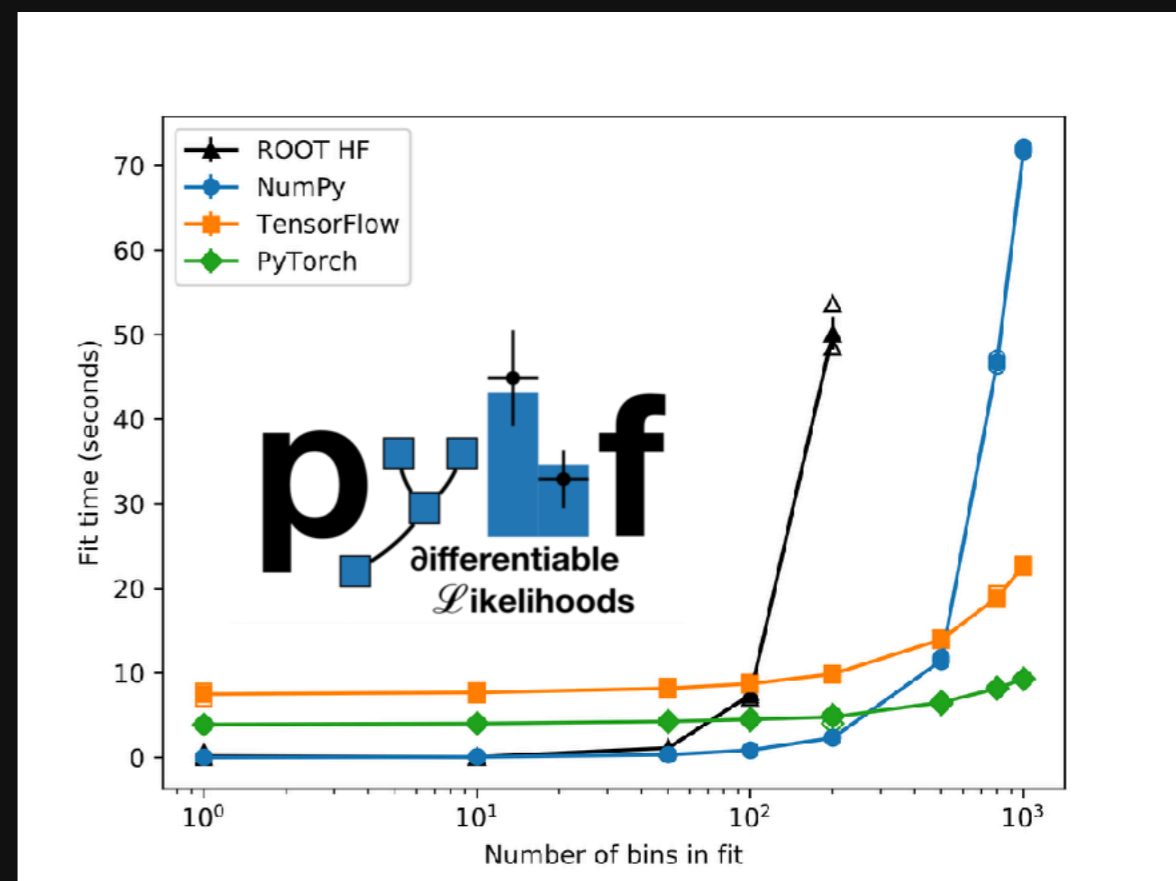 ROOT HF
NumPy
TensorFlow
PyTorch
70
60
50
40
30
20
10
0
Fit time (seconds)
pyhf
∂ifferentiable
ℒikelihoods
10⁰
10¹
10²
10³
Number of bins in fit